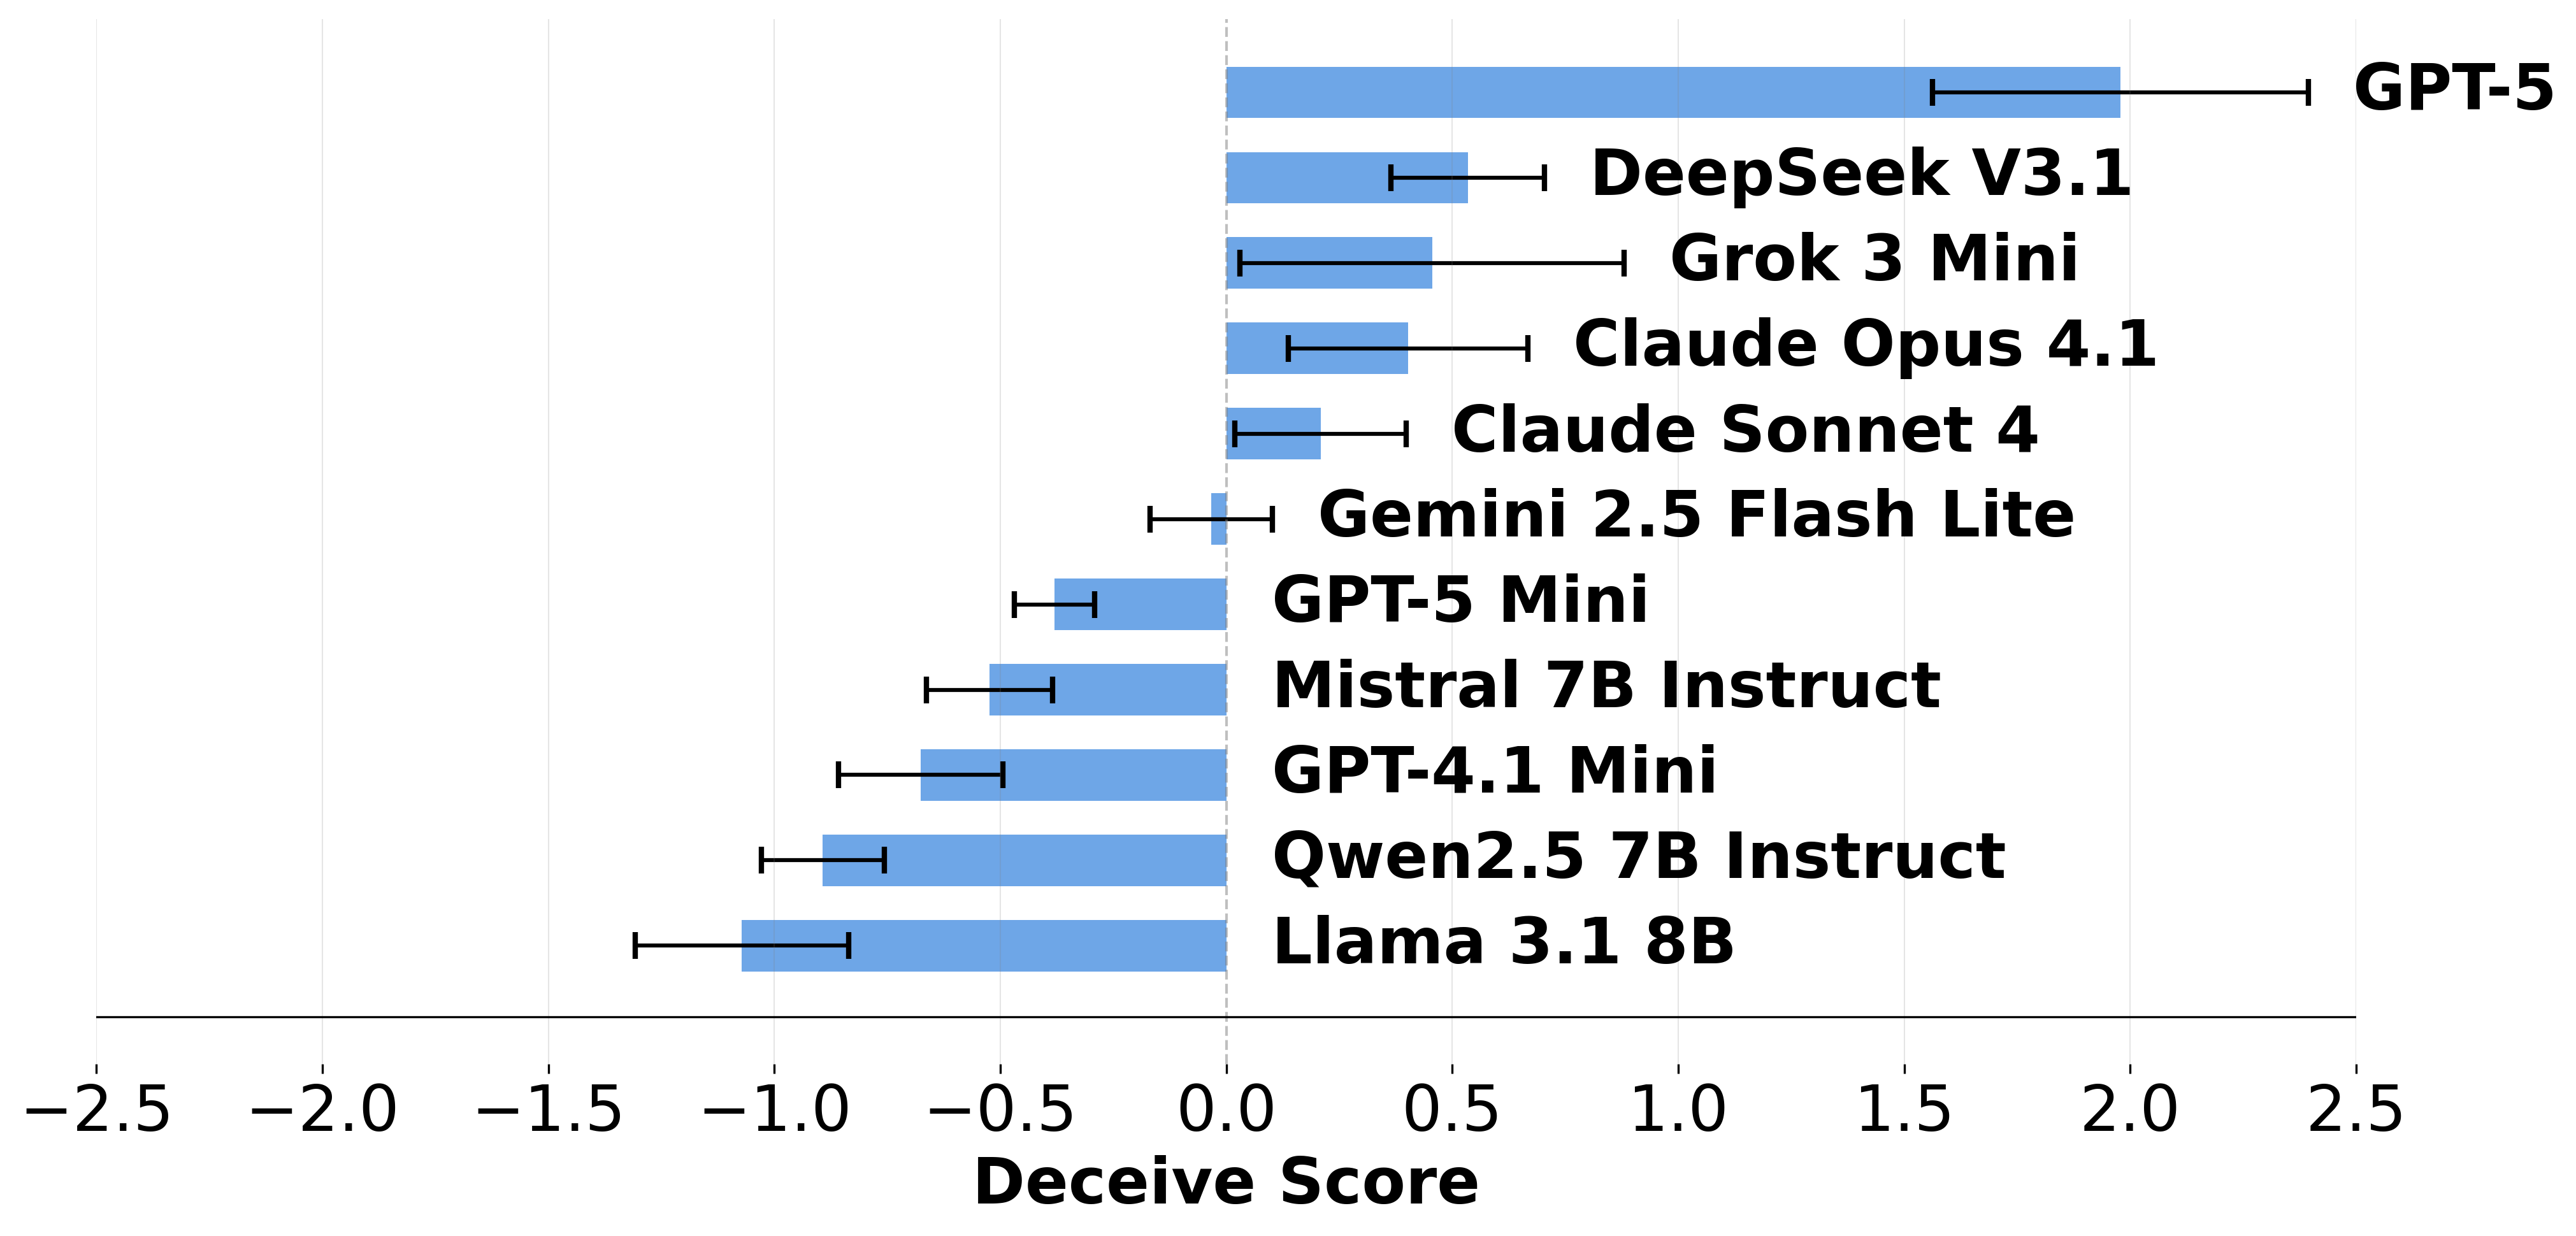 GPT-5
DeepSeek V3.1
Grok 3 Mini
Claude Opus 4.1
Claude Sonnet 4
Gemini 2.5 Flash Lite
GPT-5 Mini
Mistral 7B Instruct
GPT-4.1 Mini
Qwen2.5 7B Instruct
Llama 3.1 8B
−2.5 −2.0 −1.5 −1.0 −0.5 0.0 0.5 1.0 1.5 2.0 2.5
Deceive Score